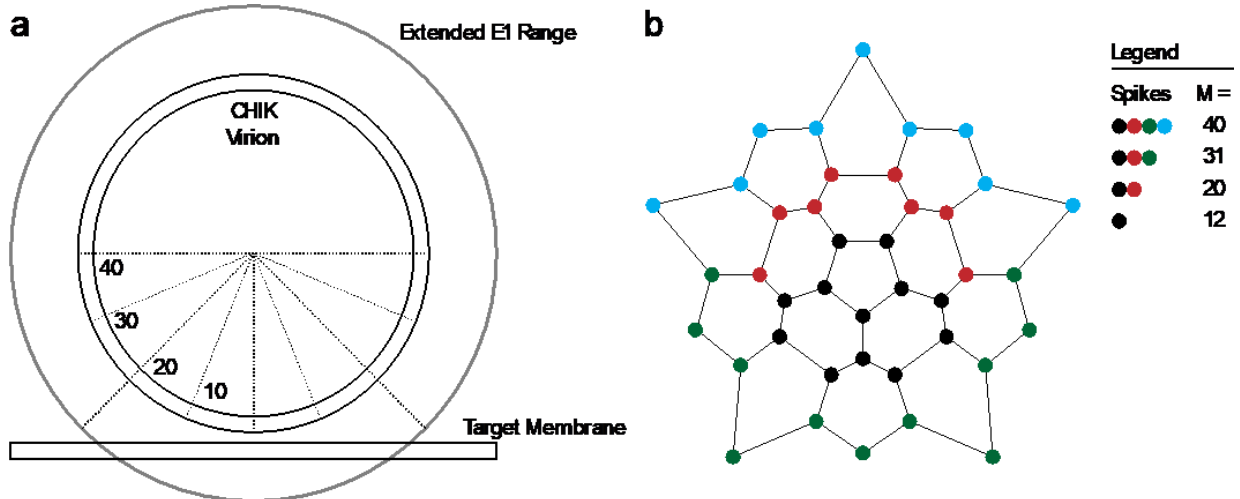 a
Extended E1 Range
CHIK
Virion
40
30
20
10
Target Membrane
b
Legend
Spikes M =
40
31
20
12